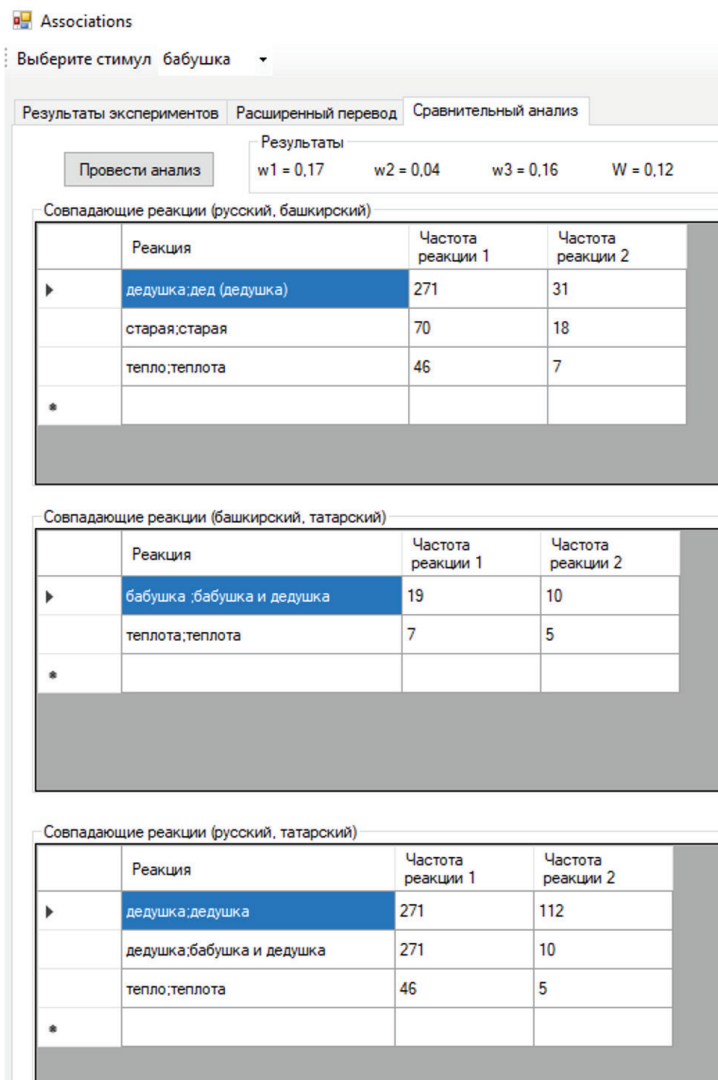 Associations
Выберите стимул бабушка
Результаты экспериментов Расширенный перевод Сравнительный анализ
Результаты
Провести анализ w1 = 0,17 w2 = 0,04 w3 = 0,16 W = 0,12
Совпадающие реакции (русский, башкирский)
Реакция Частота реакции 1 Частота реакции 2
дедушка;дед (дедушка) 271 31
старая;старая 70 18
тепло;теплота 46 7
Совпадающие реакции (башкирский, татарский)
Реакция Частота реакции 1 Частота реакции 2
бабушка ;бабушка и дедушка 19 10
теплота;теплота 7 5
Совпадающие реакции (русский, татарский)
Реакция Частота реакции 1 Частота реакции 2
дедушка;дедушка 271 112
дедушка;бабушка и дедушка 271 10
тепло;теплота 46 5